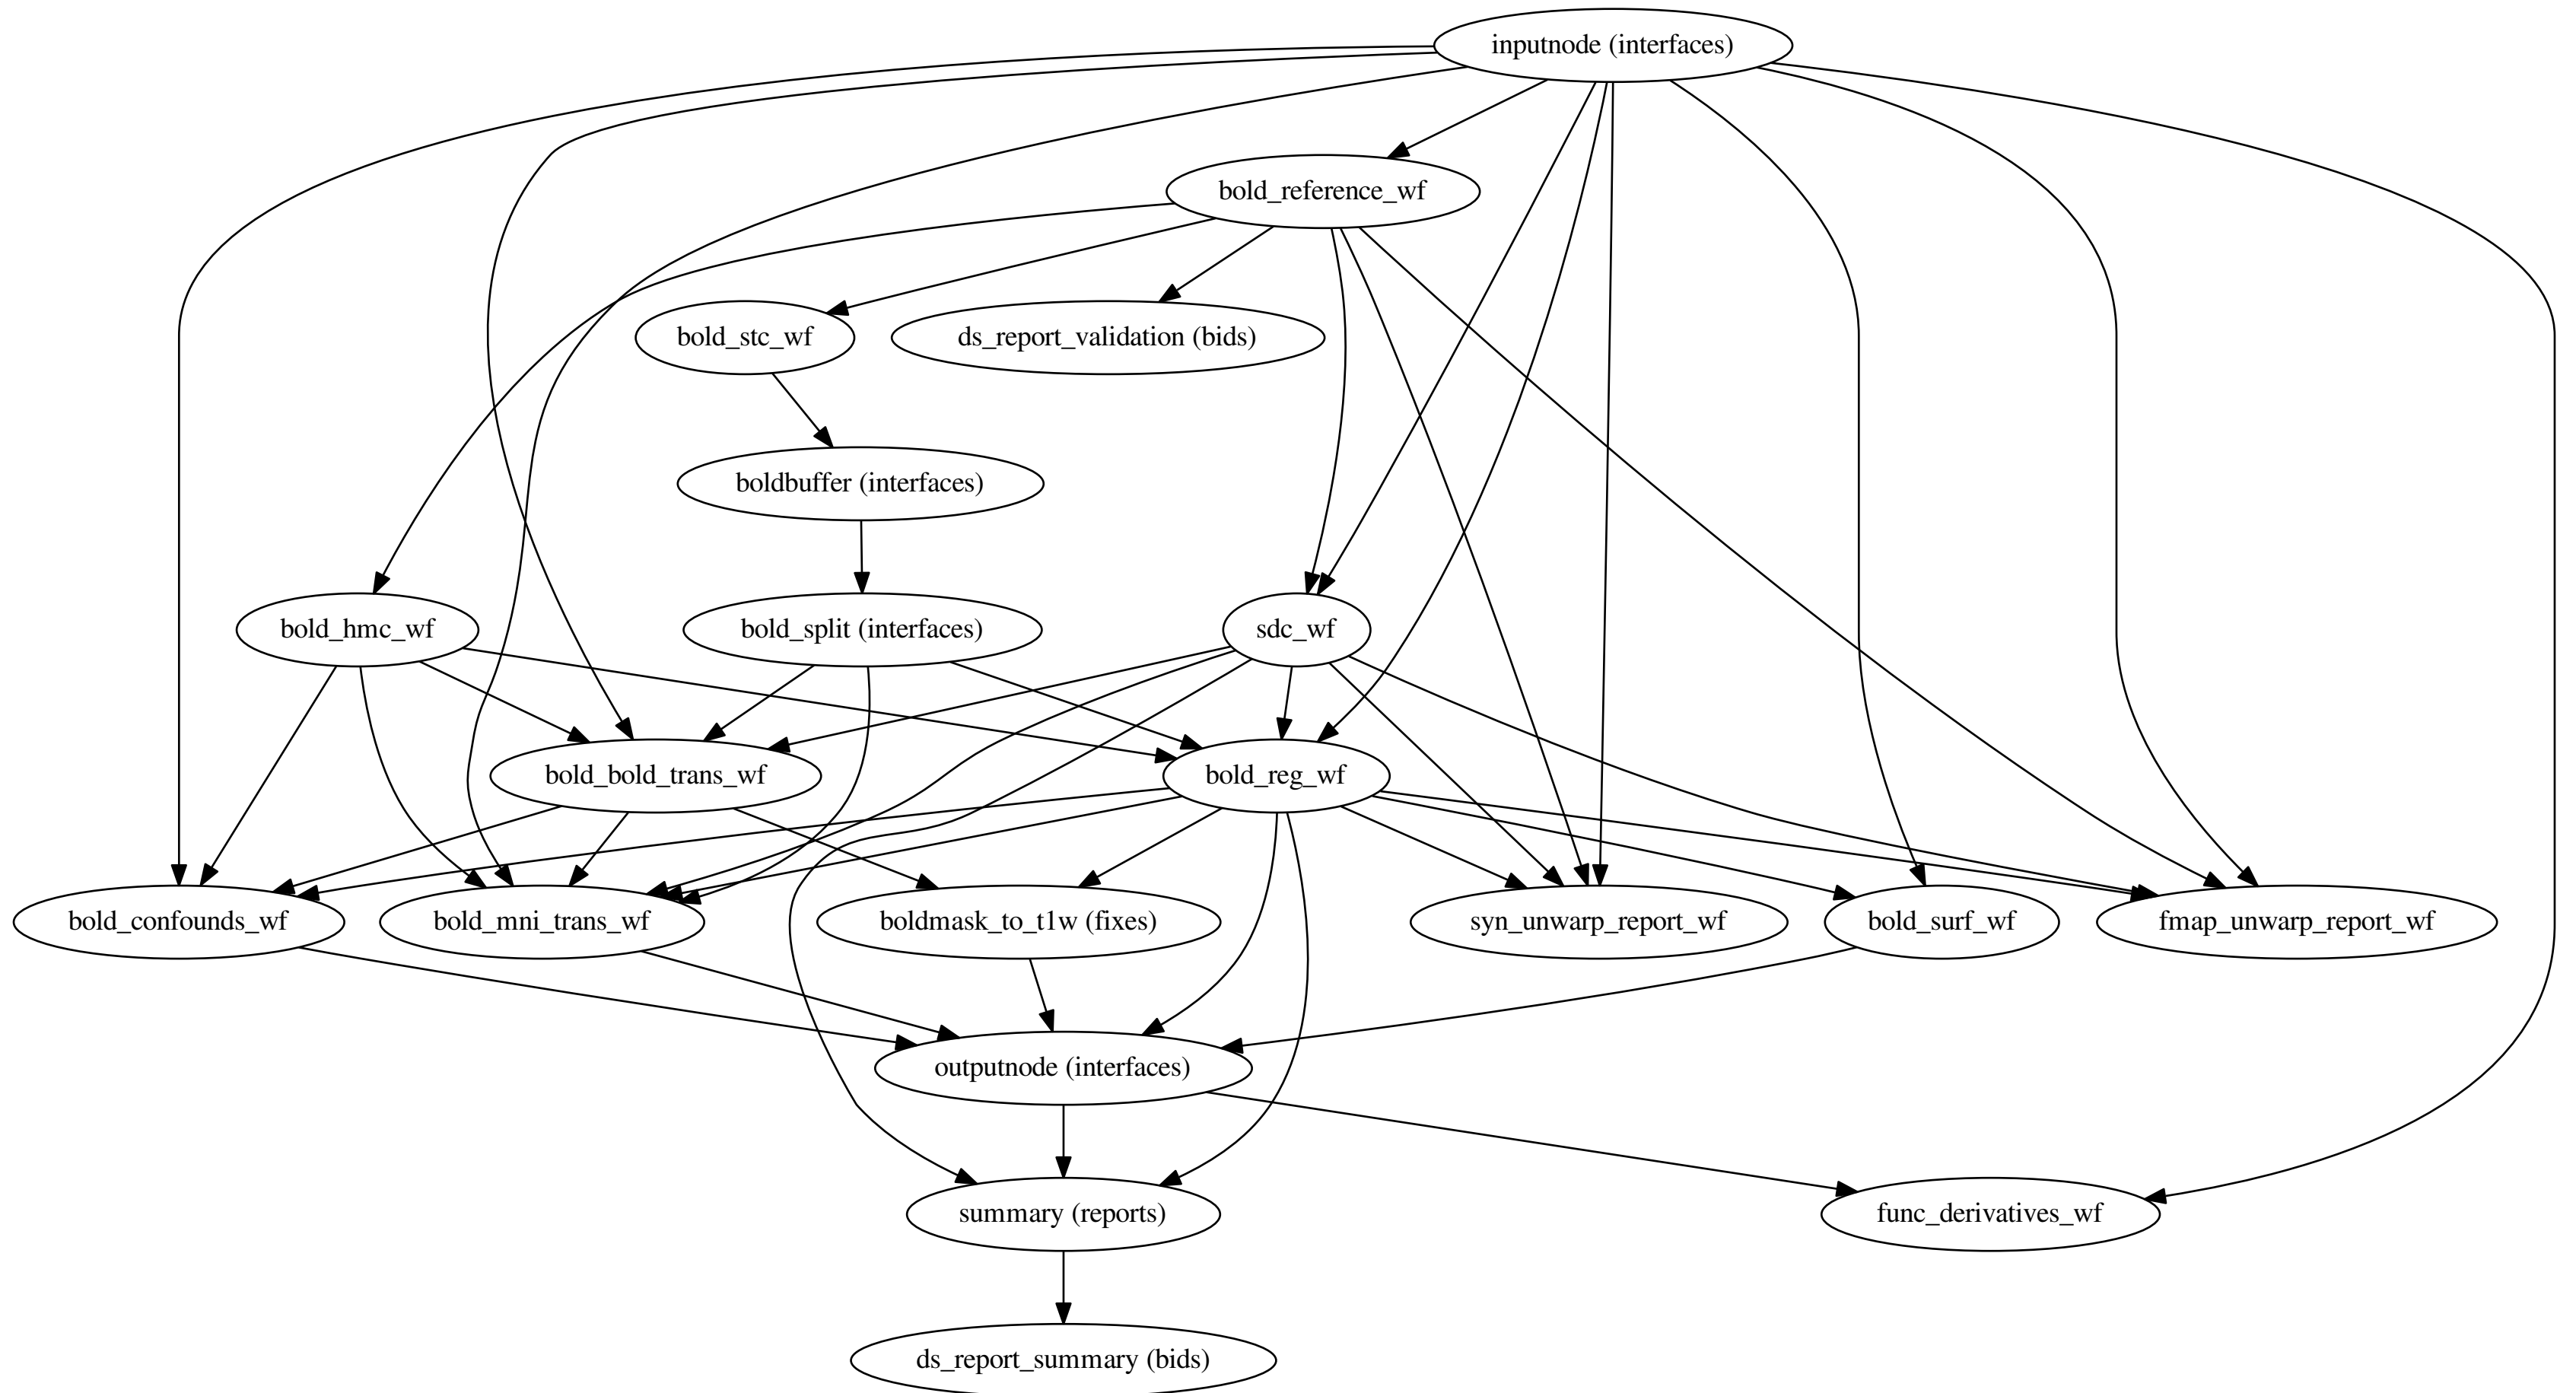 inputnode (interfaces)
bold_reference_wf
bold_stc_wf
ds_report_validation (bids)
boldbuffer (interfaces)
bold_hmc_wf
bold_split (interfaces)
sdc_wf
bold_bold_trans_wf
bold_reg_wf
bold_confounds_wf
bold_mni_trans_wf
boldmask_to_t1w (fixes)
syn_unwarp_report_wf
bold_surf_wf
fmap_unwarp_report_wf
outputnode (interfaces)
summary (reports)
func_derivatives_wf
ds_report_summary (bids)